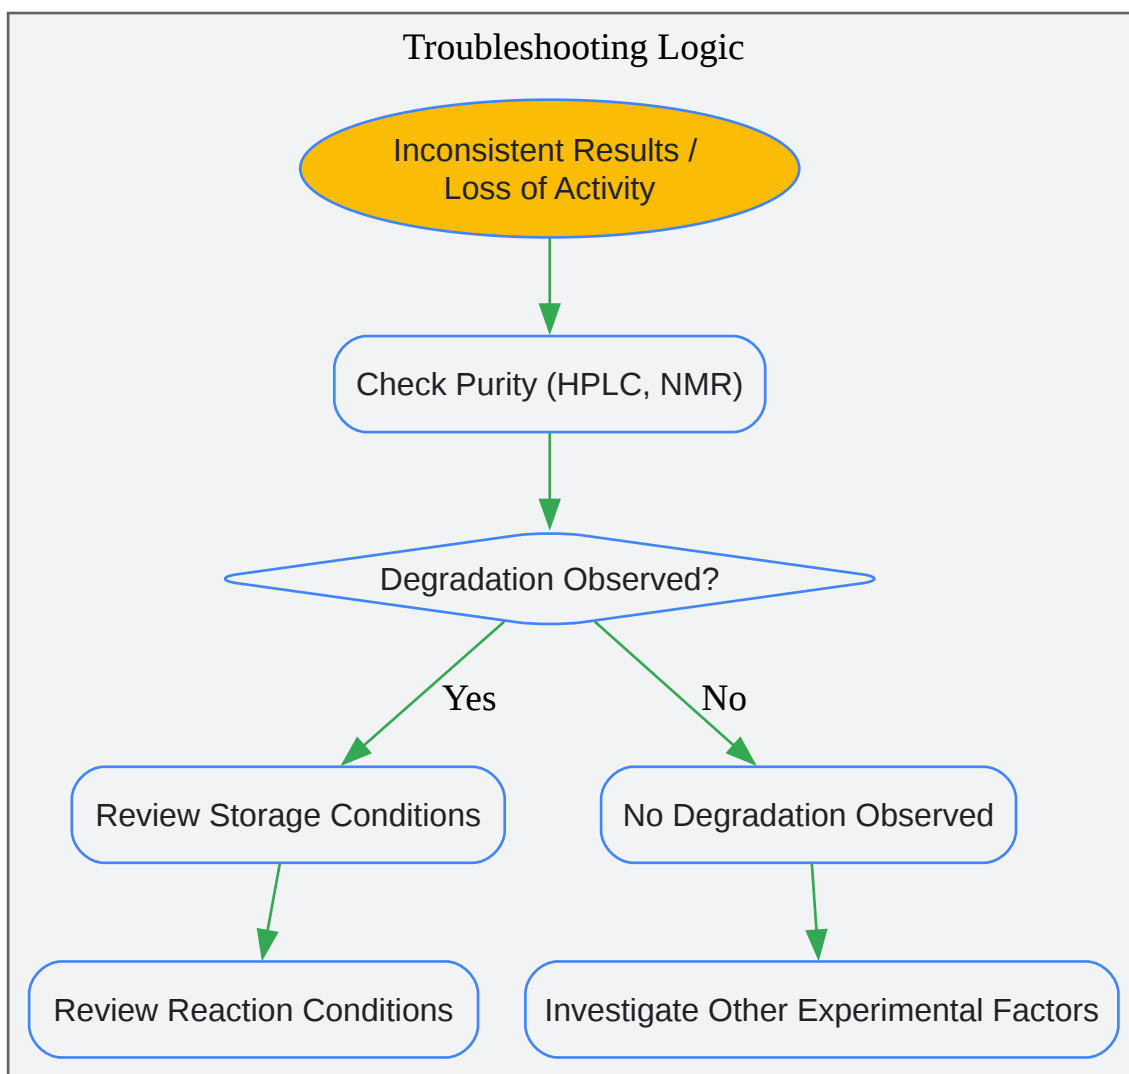 Troubleshooting Logic
Inconsistent Results /
Loss of Activity
Check Purity (HPLC, NMR)
Degradation Observed?
Yes
No
Review Storage Conditions
No Degradation Observed
Review Reaction Conditions
Investigate Other Experimental Factors